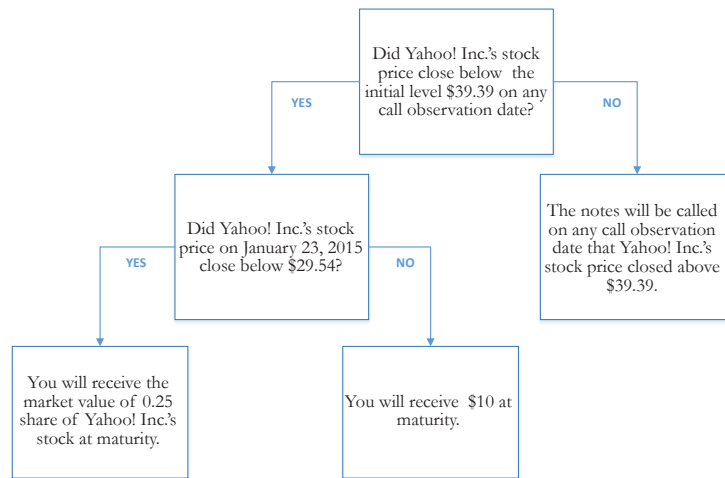 Did Yahoo! Inc.'s stock
price close below the
initial level $39.39 on any
call observation date?
YES
NO
Did Yahoo! Inc.'s stock
price on January 23, 2015
close below $29.54?
The notes will be called
on any call observation
date that Yahoo! Inc.'s
stock price closed above
$39.39.
YES
NO
You will receive the
market value of 0.25
share of Yahoo! Inc.'s
stock at maturity.
You will receive $10 at
maturity.